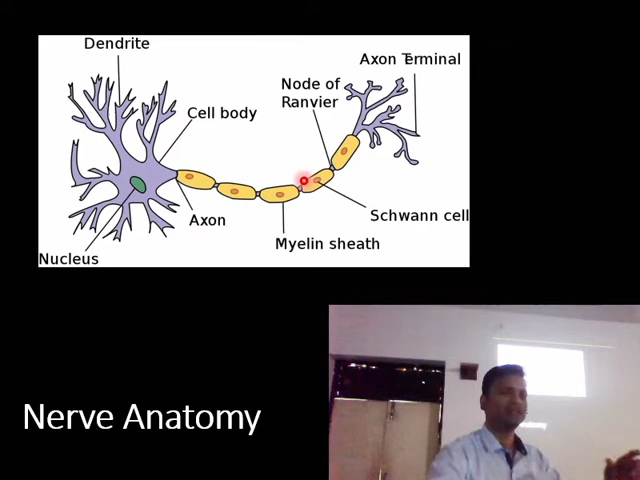 Dendrite
Axon Terminal
Node of
Ranvier
Cell body
Schwann cell
Axon
Myelin sheath
Nucleus
Nerve Anatomy